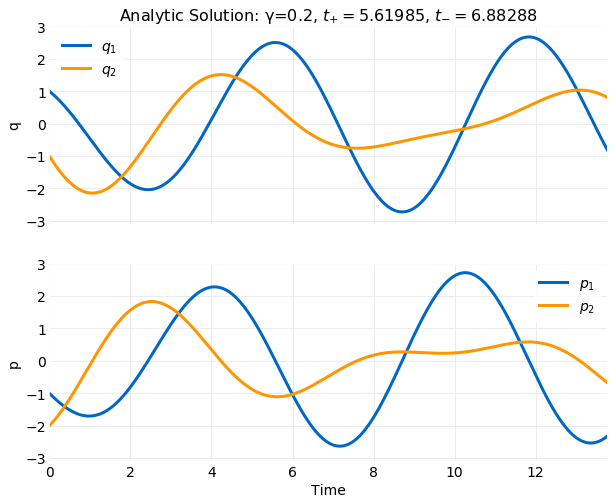 Analytic Solution: γ=0.2, t₊ = 5.61985, t₋ = 6.88288
3
2
1
0
−1
−2
−3
q
q₁
q₂
3
2
1
0
−1
−2
−3
p
p₁
p₂
0 2 4 6 8 10 12
Time